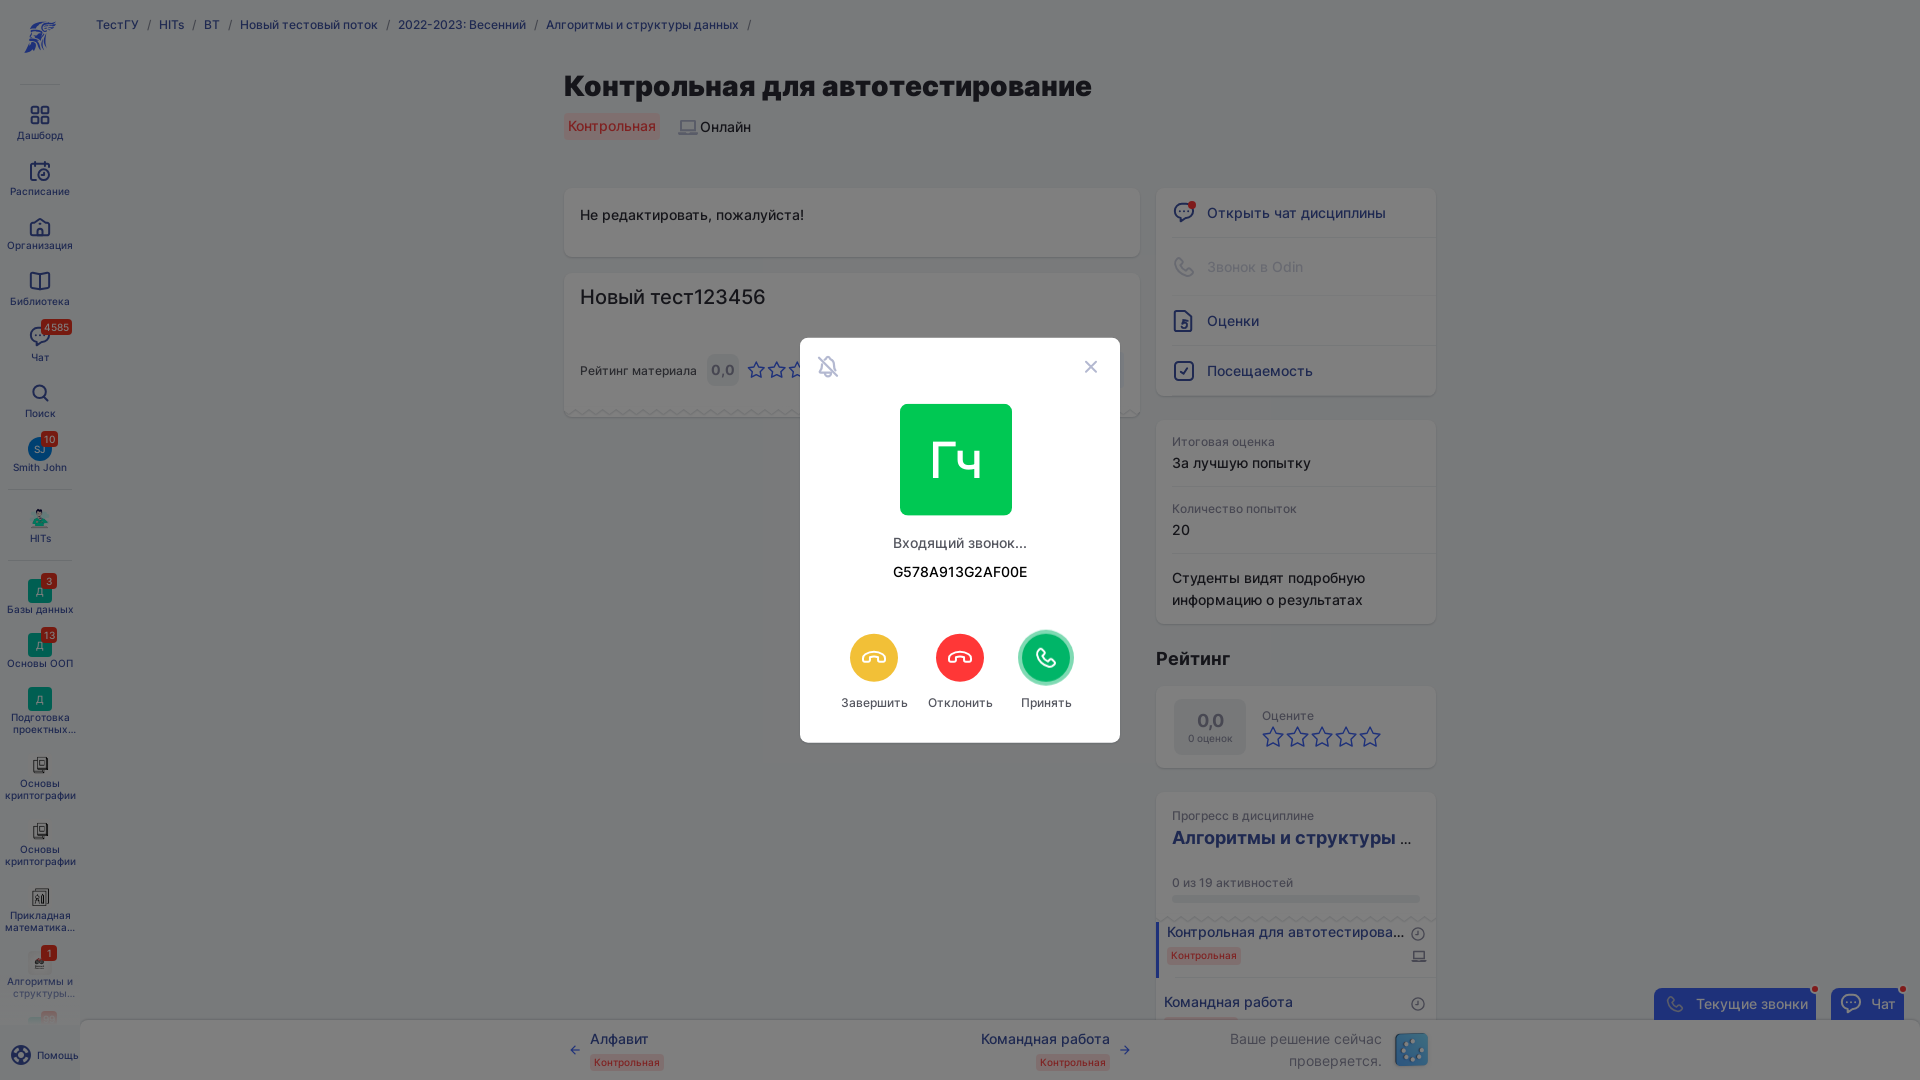 ТестГУ / HITs / ВТ / Новый тестовый поток / 2022-2023: Весенний / Алгоритмы и структуры данных /
Контрольная для автотестирование
Контрольная
Онлайн
Дашборд
Расписание
Организация
Библиотека
4585
Чат
Поиск
10
SJ
Smith John
HITs
3
Д
Базы данных
13
Д
Основы ООП
Д
Подготовка
проектных...
Основы
криптографии
Основы
криптографии
Прикладная
математика...
1
Алгоритмы и
структуры...
Помощь
Не редактировать, пожалуйста!
Новый тест123456
Рейтинг материала
0,0
Гч
Входящий звонок...
G578A913G2AF00E
Завершить
Отклонить
Принять
Открыть чат дисциплины
Звонок в Odin
Оценки
Посещаемость
Итоговая оценка
За лучшую попытку
Количество попыток
20
Студенты видят подробную
информацию о результатах
Рейтинг
0,0
0 оценок
Оцените
Прогресс в дисциплине
Алгоритмы и структуры ...
0 из 19 активностей
Контрольная для автотестирова...
Контрольная
Командная работа
Текущие звонки
Чат
Алфавит
Контрольная
Командная работа
Контрольная
Ваше решение сейчас
проверяется.